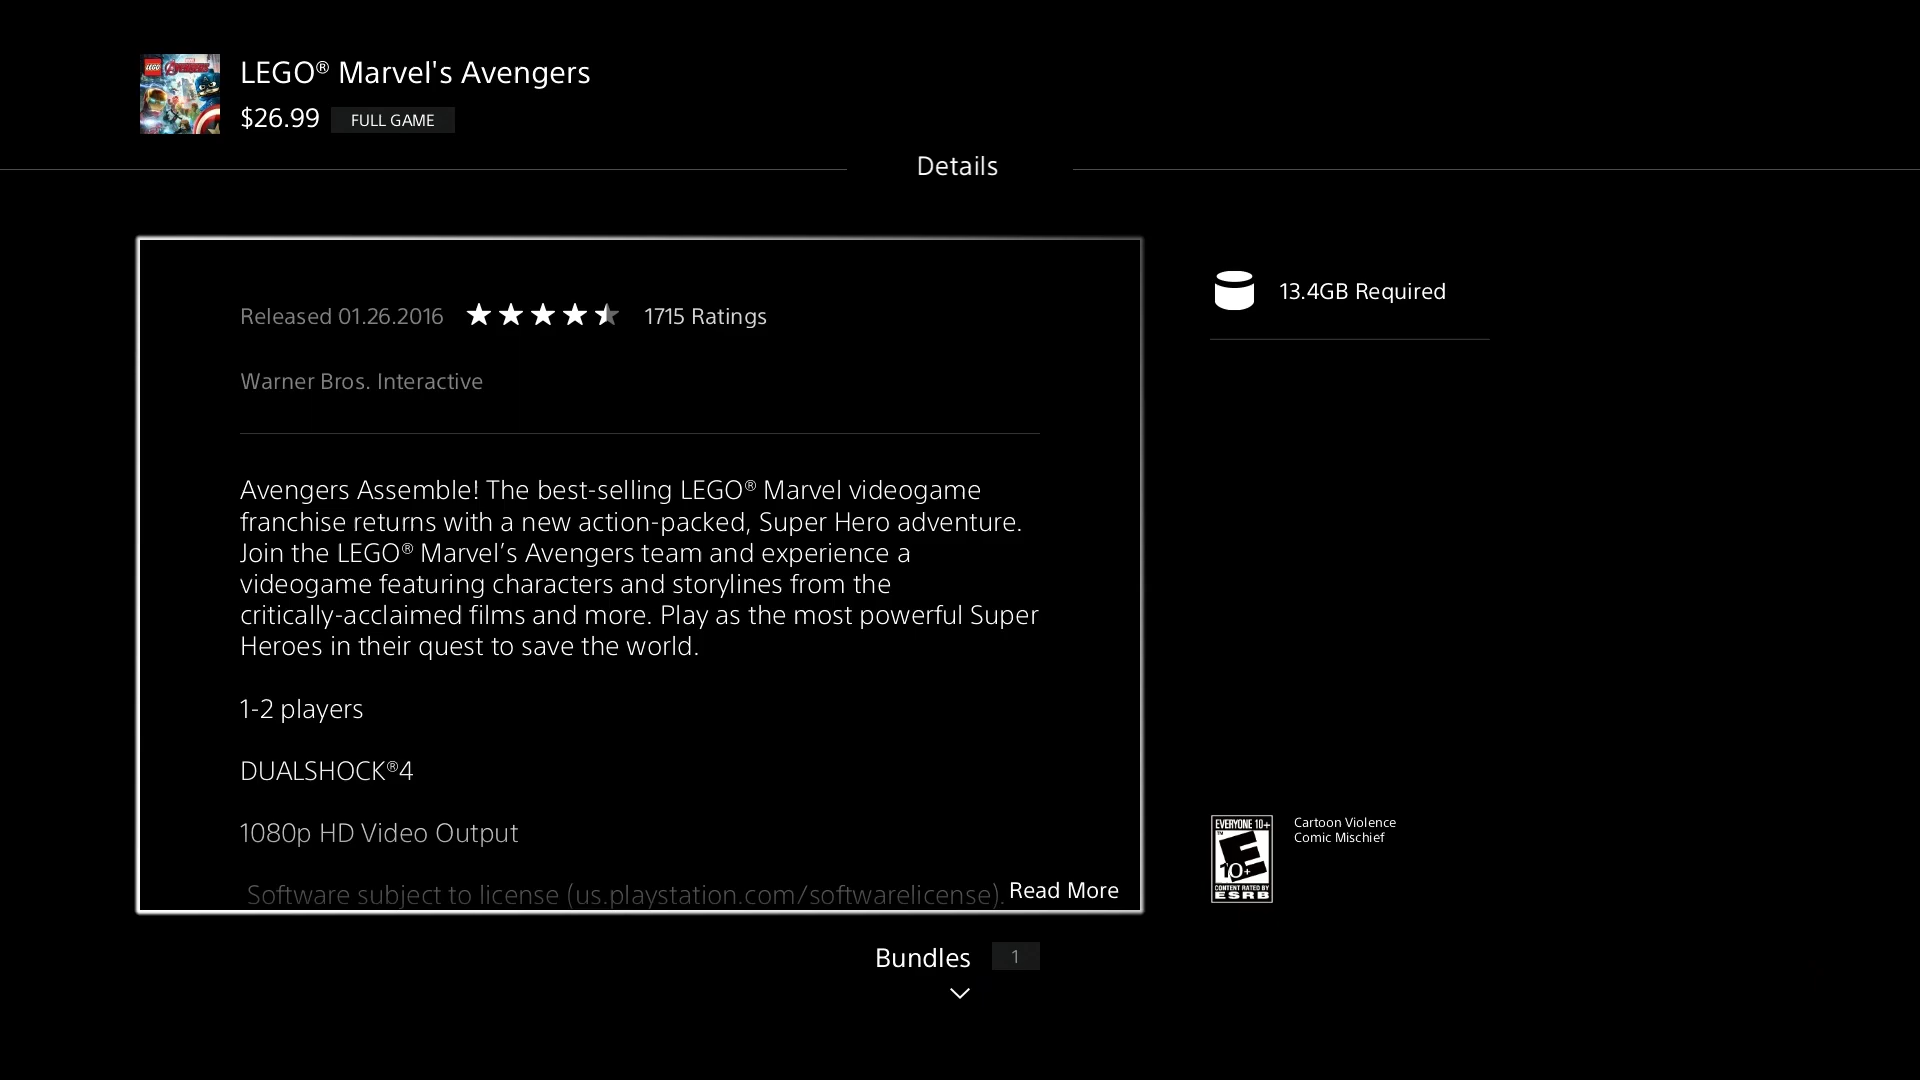 LEGO® Marvel's Avengers
$26.99 FULL GAME
Details
Released 01.26.2016 1715 Ratings
Warner Bros. Interactive
Avengers Assemble! The best-selling LEGO® Marvel videogame
franchise returns with a new action-packed, Super Hero adventure.
Join the LEGO® Marvel’s Avengers team and experience a
videogame featuring characters and storylines from the
critically-acclaimed films and more. Play as the most powerful Super
Heroes in their quest to save the world.
1-2 players
DUALSHOCK®4
1080p HD Video Output
Software subject to license (us.playstation.com/softwarelicense).
Read More
13.4GB Required
EVERYONE 10+
E
10+
CONTENT RATED BY
ESRB
Cartoon Violence
Comic Mischief
Bundles 1
LEGO
AVENGERS